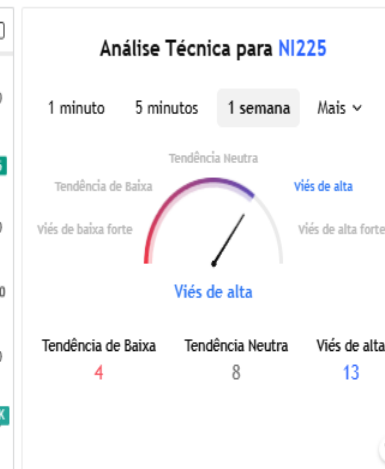 Análise Técnica para NI225
1 minuto 5 minutos 1 semana Mais
Tendência Neutra
Tendência de Baixa Viés de alta
Viés de baixa forte Viés de alta forte
Viés de alta
Tendência de Baixa Tendência Neutra Viés de alta
4 8 13